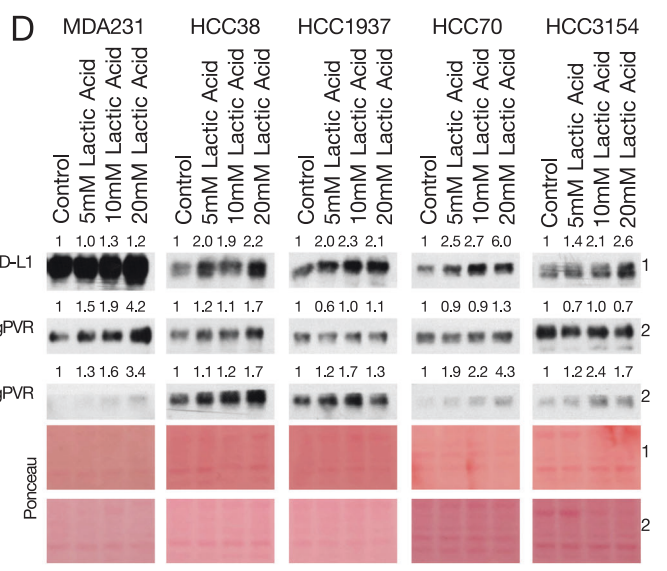 D
MDA231 HCC38 HCC1937 HCC70 HCC3154
Control 5mM Lactic Acid 10mM Lactic Acid 20mM Lactic Acid Control 5mM Lactic Acid 10mM Lactic Acid 20mM Lactic Acid Control 5mM Lactic Acid 10mM Lactic Acid 20mM Lactic Acid Control 5mM Lactic Acid 10mM Lactic Acid 20mM Lactic Acid Control 5mM Lactic Acid 10mM Lactic Acid 20mM Lactic Acid
1 1.0 1.3 1.2 1 2.0 1.9 2.2 1 2.0 2.3 2.1 1 2.5 2.7 6.0 1 1.4 2.1 2.6
D-L1 1
1 1.5 1.9 4.2 1 1.2 1.1 1.7 1 0.6 1.0 1.1 1 0.9 0.9 1.3 1 0.7 1.0 0.7
gPVR 2
1 1.3 1.6 3.4 1 1.1 1.2 1.7 1 1.2 1.7 1.3 1 1.9 2.2 4.3 1 1.2 2.4 1.7
gPVR 2
Ponceau
1
2